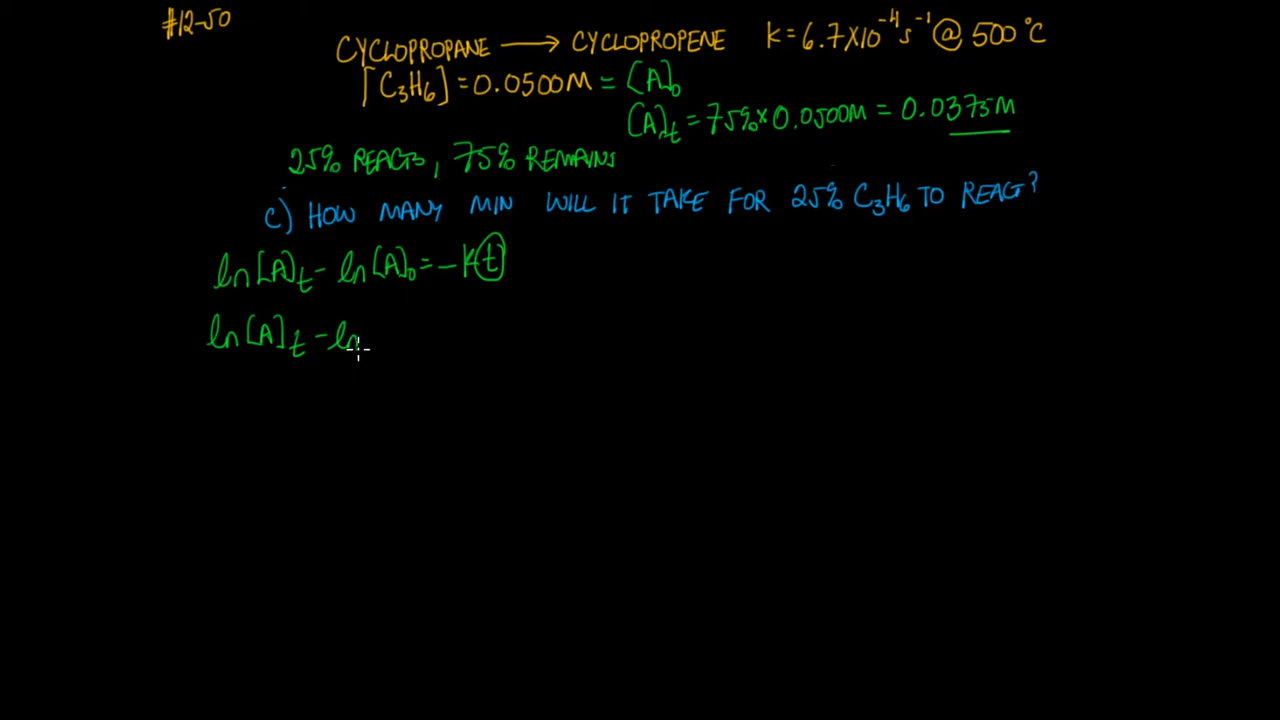 #12-50
CYCLOPROPANE → CYCLOPROPENE K = 6.7X10⁻⁴ s⁻¹ @ 500 °C
[C₃H₆] = 0.0500M = [A]₀
[A]ₜ = 75% × 0.0500M = 0.0375M
25% REACTS, 75% REMAINS
c) HOW MANY MIN WILL IT TAKE FOR 25% C₃H₆ TO REACT?
ln[A]ₜ - ln[A]₀ = -Kt
ln[A]ₜ - ln